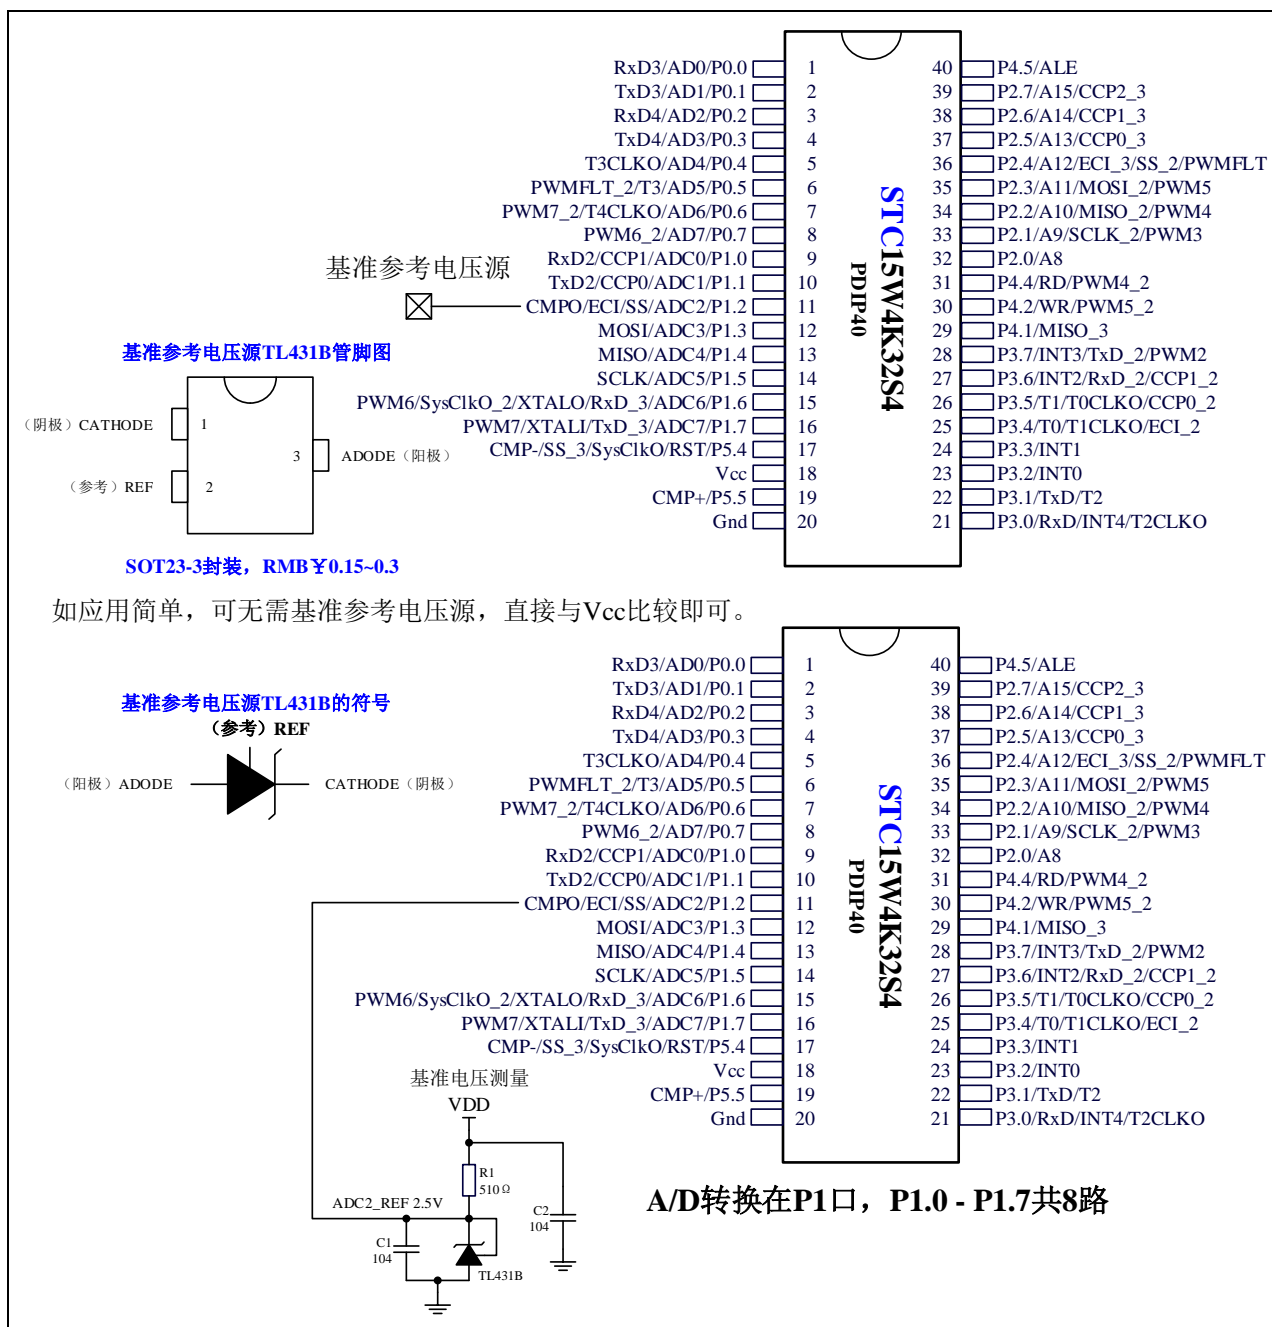 RxD3/AD0/P0.0 1 40 P4.5/ALE
TxD3/AD1/P0.1 2 39 P2.7/A15/CCP2_3
RxD4/AD2/P0.2 3 38 P2.6/A14/CCP1_3
TxD4/AD3/P0.3 4 37 P2.5/A13/CCP0_3
T3CLKO/AD4/P0.4 5 36 P2.4/A12/ECI_3/SS_2/PWMFLT
PWMFLT_2/T3/AD5/P0.5 6 35 P2.3/A11/MOSI_2/PWM5
PWM7_2/T4CLKO/AD6/P0.6 7 34 P2.2/A10/MISO_2/PWM4
PWM6_2/AD7/P0.7 8 33 P2.1/A9/SCLK_2/PWM3
RxD2/CCP1/ADC0/P1.0 9 32 P2.0/A8
TxD2/CCP0/ADC1/P1.1 10 31 P4.4/RD/PWM4_2
CMPO/ECI/SS/ADC2/P1.2 11 30 P4.2/WR/PWM5_2
MOSI/ADC3/P1.3 12 29 P4.1/MISO_3
MISO/ADC4/P1.4 13 28 P3.7/INT3/TxD_2/PWM2
SCLK/ADC5/P1.5 14 27 P3.6/INT2/RxD_2/CCP1_2
PWM6/SysClkO_2/XTALO/RxD_3/ADC6/P1.6 15 26 P3.5/T1/T0CLKO/CCP0_2
PWM7/XTALI/TxD_3/ADC7/P1.7 16 25 P3.4/T0/T1CLKO/ECI_2
CMP-/SS_3/SysClkO/RST/P5.4 17 24 P3.3/INT1
Vcc 18 23 P3.2/INT0
CMP+/P5.5 19 22 P3.1/TxD/T2
Gnd 20 21 P3.0/RxD/INT4/T2CLKO
STC15W4K32S4
PDIP40
基准参考电压源
基准参考电压源TL431B管脚图
（阴极）CATHODE 1
3 ADODE（阳极）
（参考）REF 2
SOT23-3封装，RMB￥0.15~0.3
如应用简单，可无需基准参考电压源，直接与Vcc比较即可。
RxD3/AD0/P0.0 1 40 P4.5/ALE
TxD3/AD1/P0.1 2 39 P2.7/A15/CCP2_3
RxD4/AD2/P0.2 3 38 P2.6/A14/CCP1_3
TxD4/AD3/P0.3 4 37 P2.5/A13/CCP0_3
T3CLKO/AD4/P0.4 5 36 P2.4/A12/ECI_3/SS_2/PWMFLT
PWMFLT_2/T3/AD5/P0.5 6 35 P2.3/A11/MOSI_2/PWM5
PWM7_2/T4CLKO/AD6/P0.6 7 34 P2.2/A10/MISO_2/PWM4
PWM6_2/AD7/P0.7 8 33 P2.1/A9/SCLK_2/PWM3
RxD2/CCP1/ADC0/P1.0 9 32 P2.0/A8
TxD2/CCP0/ADC1/P1.1 10 31 P4.4/RD/PWM4_2
CMPO/ECI/SS/ADC2/P1.2 11 30 P4.2/WR/PWM5_2
MOSI/ADC3/P1.3 12 29 P4.1/MISO_3
MISO/ADC4/P1.4 13 28 P3.7/INT3/TxD_2/PWM2
SCLK/ADC5/P1.5 14 27 P3.6/INT2/RxD_2/CCP1_2
PWM6/SysClkO_2/XTALO/RxD_3/ADC6/P1.6 15 26 P3.5/T1/T0CLKO/CCP0_2
PWM7/XTALI/TxD_3/ADC7/P1.7 16 25 P3.4/T0/T1CLKO/ECI_2
CMP-/SS_3/SysClkO/RST/P5.4 17 24 P3.3/INT1
Vcc 18 23 P3.2/INT0
CMP+/P5.5 19 22 P3.1/TxD/T2
Gnd 20 21 P3.0/RxD/INT4/T2CLKO
STC15W4K32S4
PDIP40
基准参考电压源TL431B的符号
（参考）REF
（阳极）ADODE CATHODE（阴极）
基准电压测量
VDD
R1
510Ω
ADC2_REF 2.5V
C2
104
C1
104
TL431B
A/D转换在P1口，P1.0 - P1.7共8路